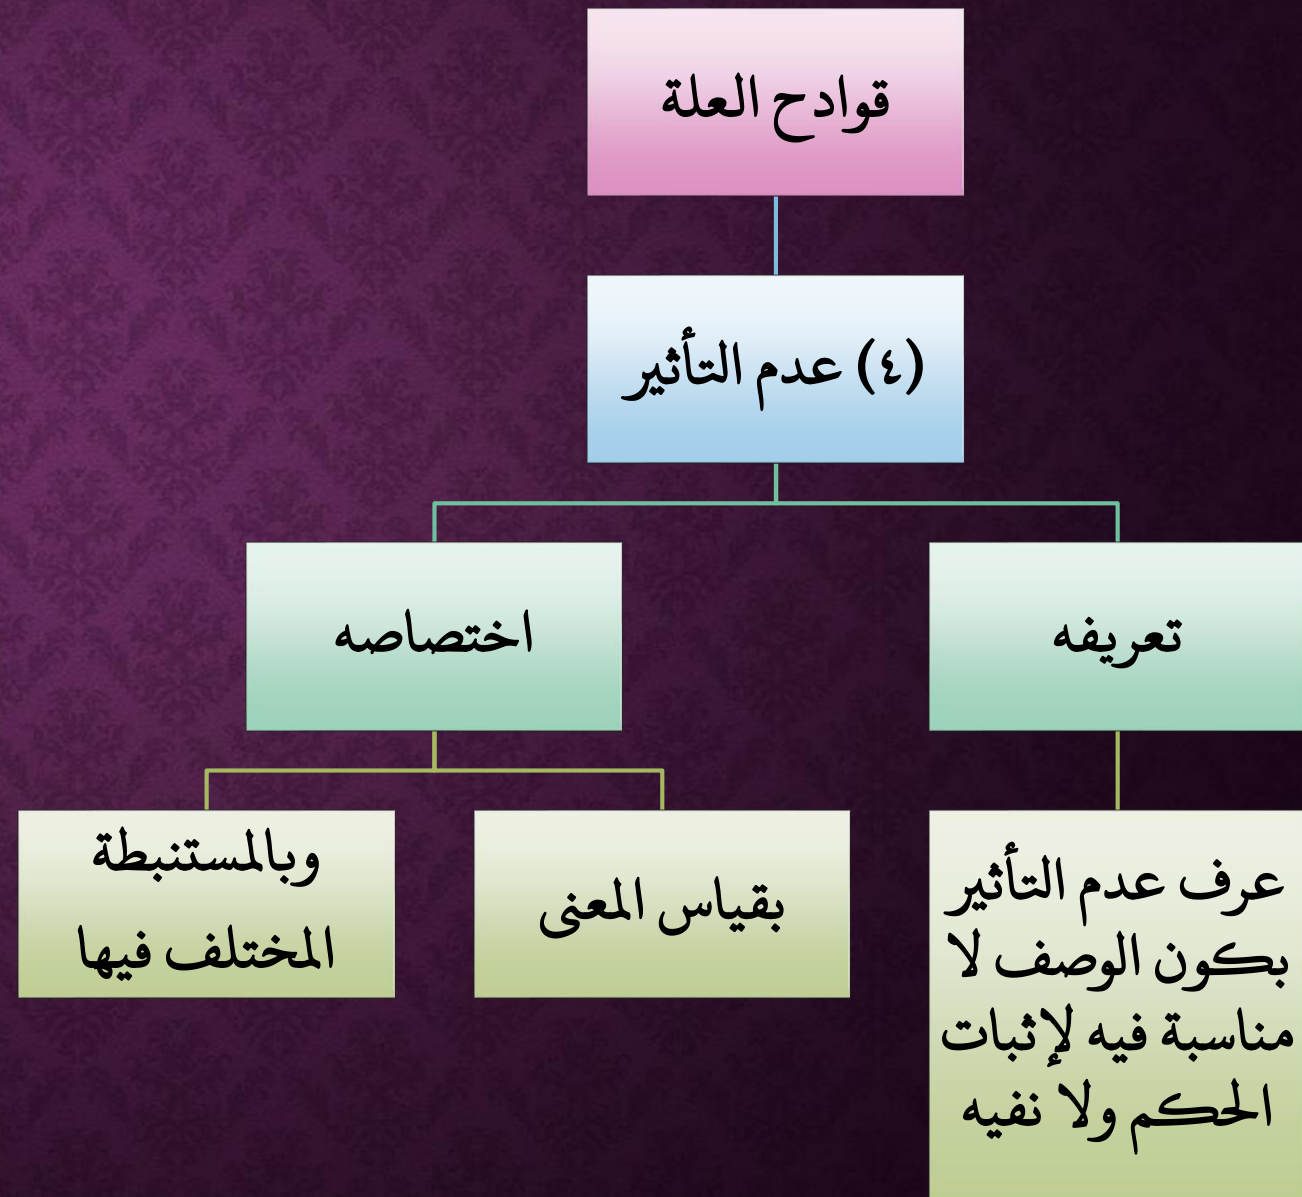 قوادح العلة
(٤) عدم التأثير
تعريفه
اختصاصه
عرف عدم التأثير
بكون الوصف لا
مناسبة فيه لإثبات
الحكم ولا نفيه
بقياس المعنى
وبالمستنبطة
المختلف فيها